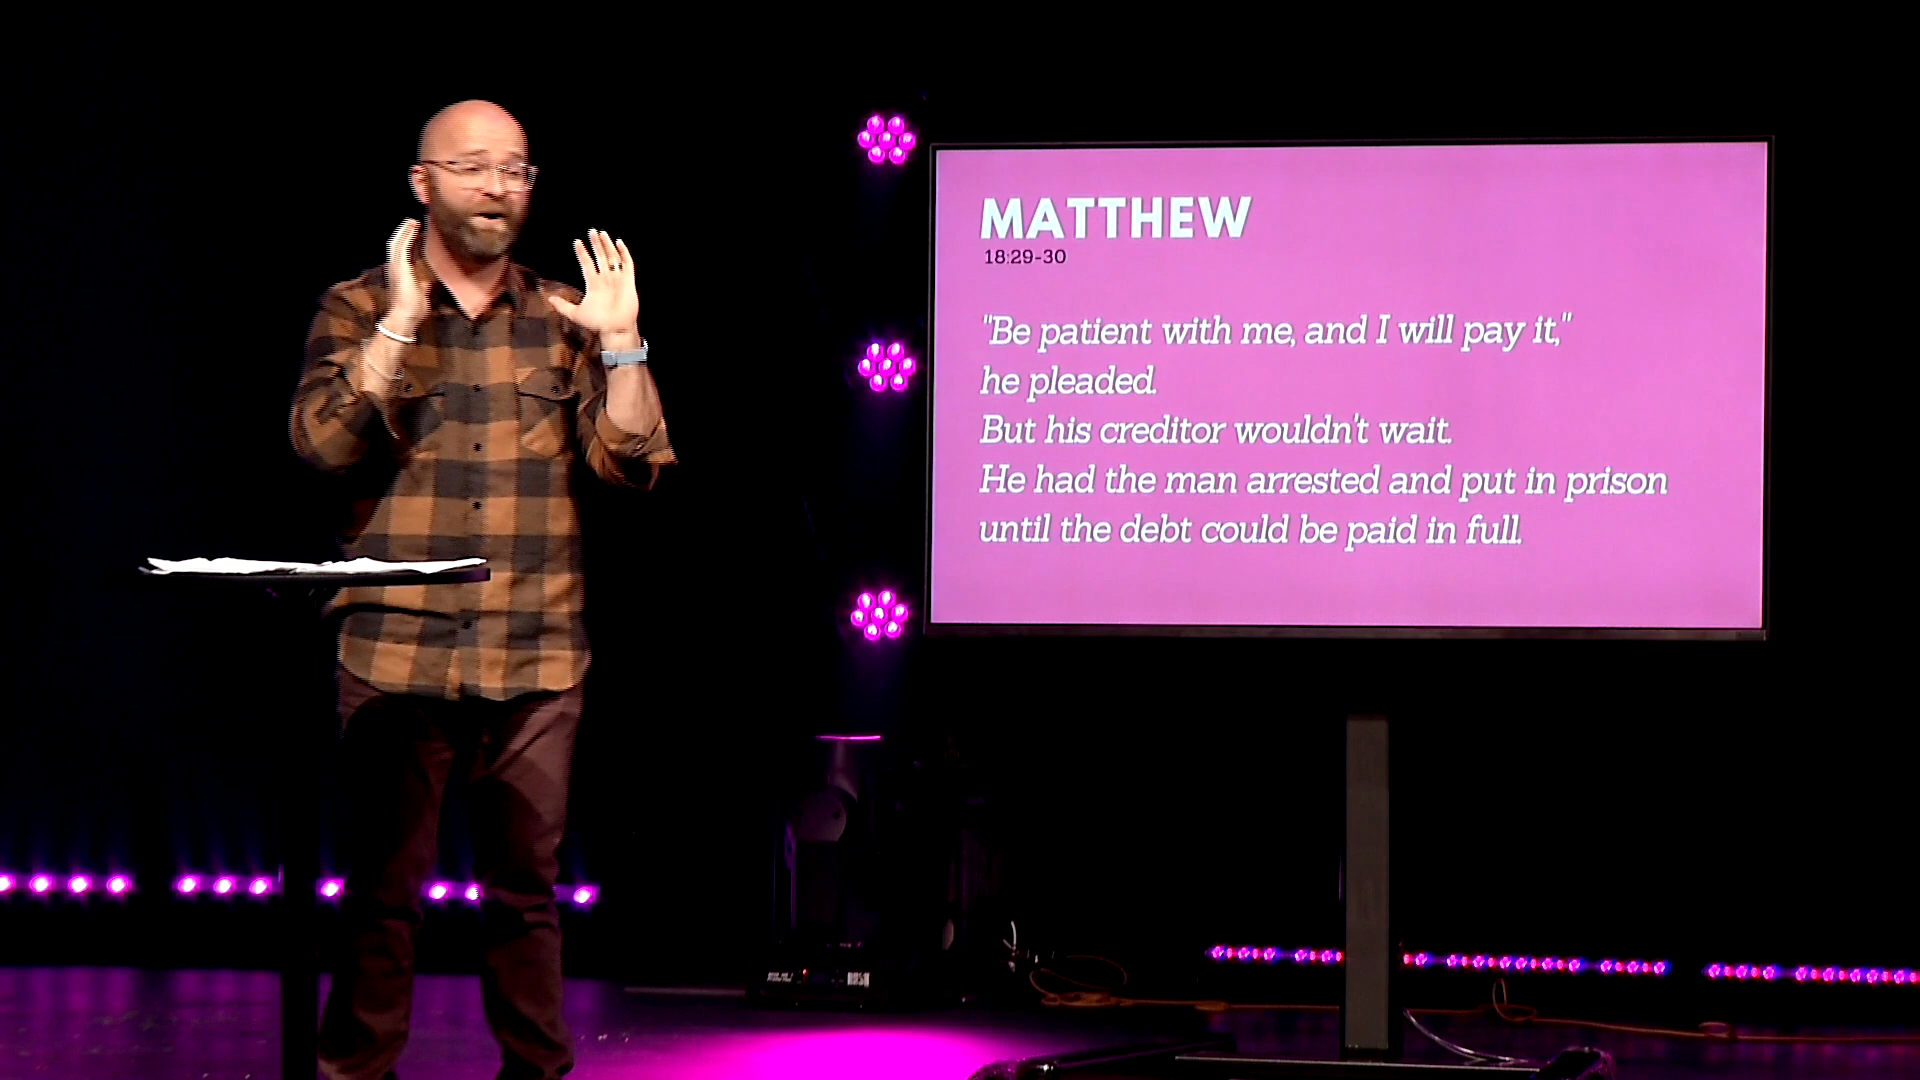 MATTHEW
18:29-30
"Be patient with me, and I will pay it,"
he pleaded.
But his creditor wouldn't wait.
He had the man arrested and put in prison
until the debt could be paid in full.